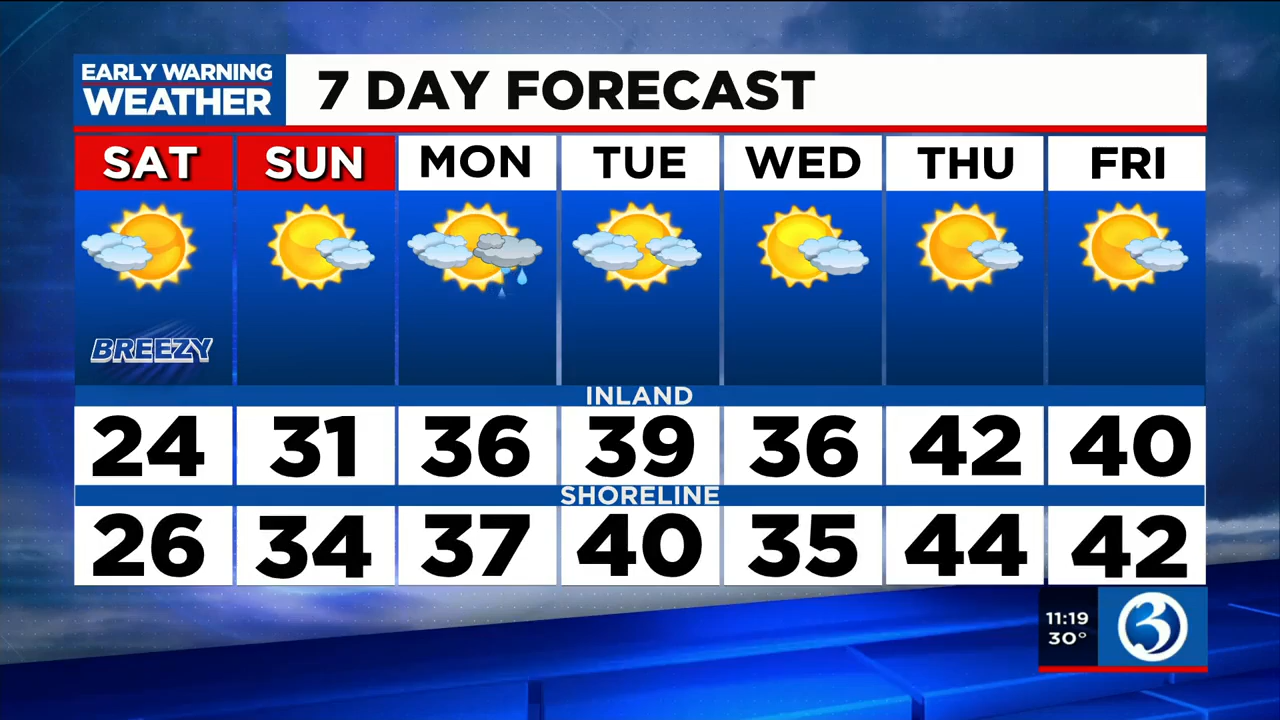 EARLY WARNING
WEATHER
7 DAY FORECAST
SAT SUN MON TUE WED THU FRI
BREEZY
INLAND
24 31 36 39 36 42 40
SHORELINE
26 34 37 40 35 44 42
11:19
30°
3